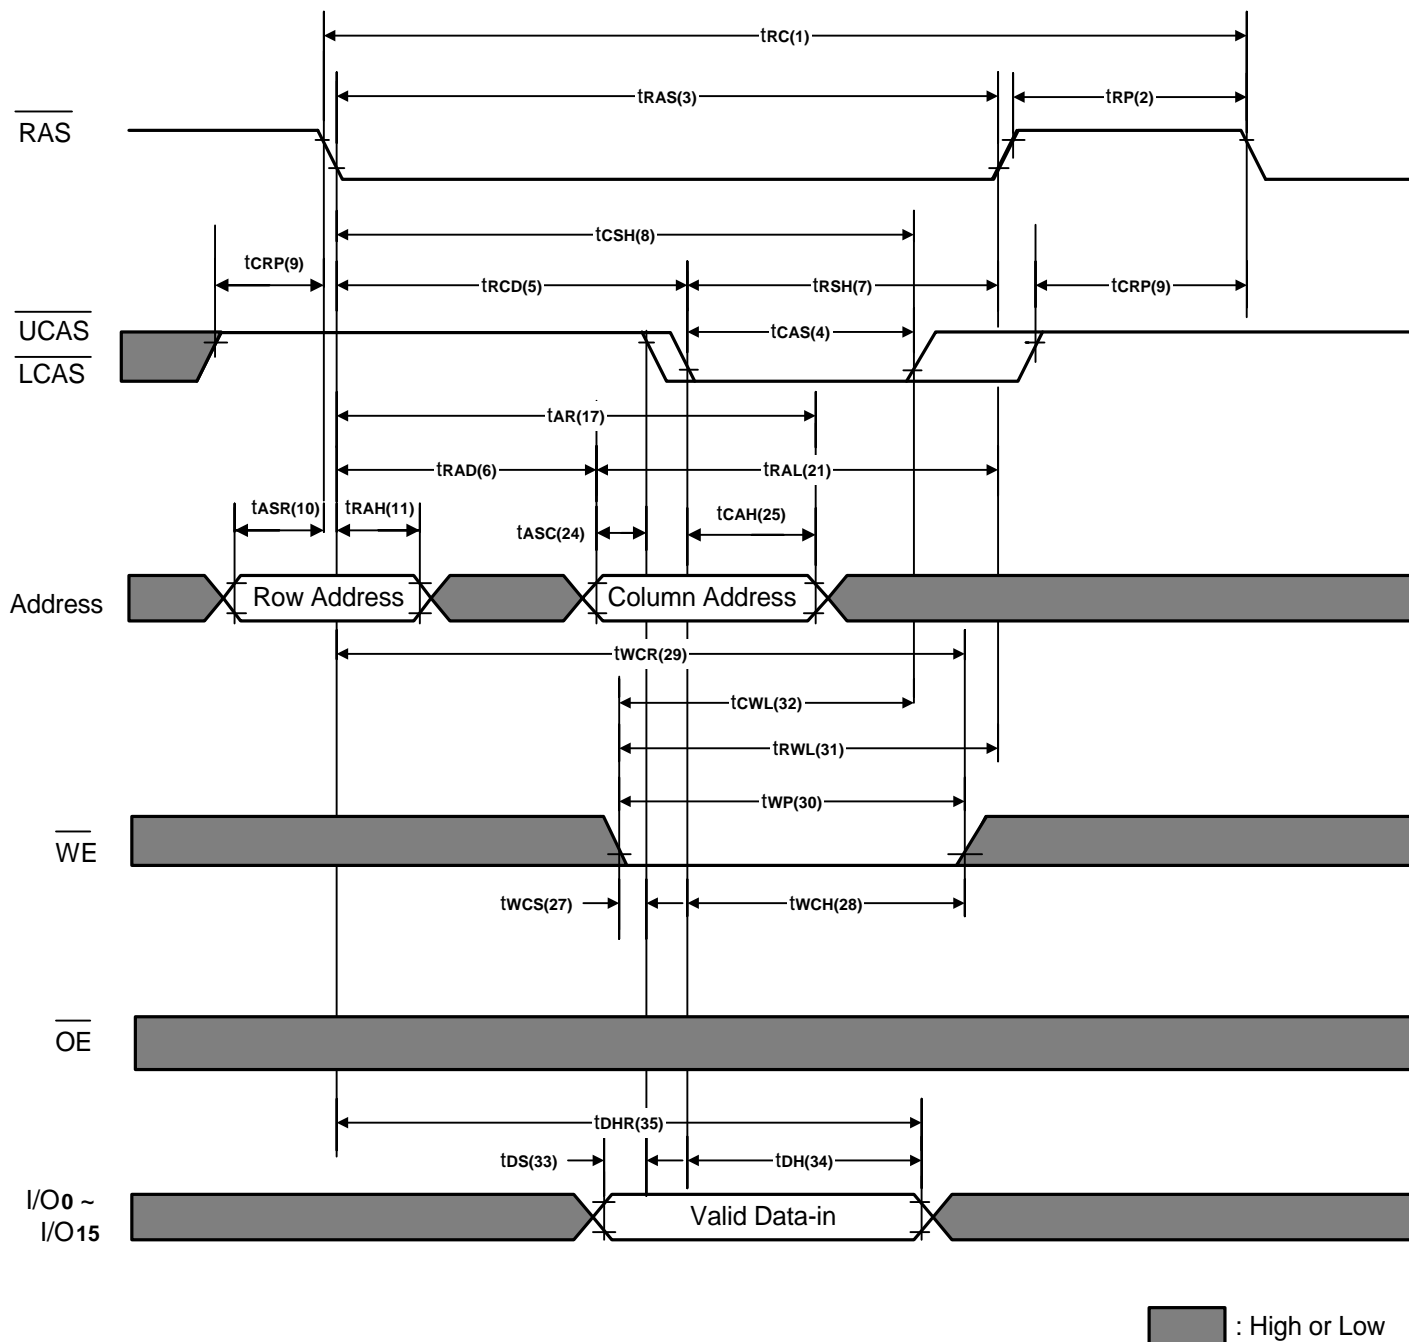 tRC(1)
tRAS(3)
tRP(2)
RAS
tCSH(8)
tCRP(9)
tRCD(5)
tRSH(7)
tCRP(9)
UCAS
tCAS(4)
LCAS
tAR(17)
tRAD(6)
tRAL(21)
tASR(10)
tRAH(11)
tASC(24)
tCAH(25)
Address
Row Address
Column Address
tWCR(29)
tCWL(32)
tRWL(31)
tWP(30)
WE
tWCS(27)
tWCH(28)
OE
tDHR(35)
tDS(33)
tDH(34)
I/O0 ~
I/O15
Valid Data-in
: High or Low